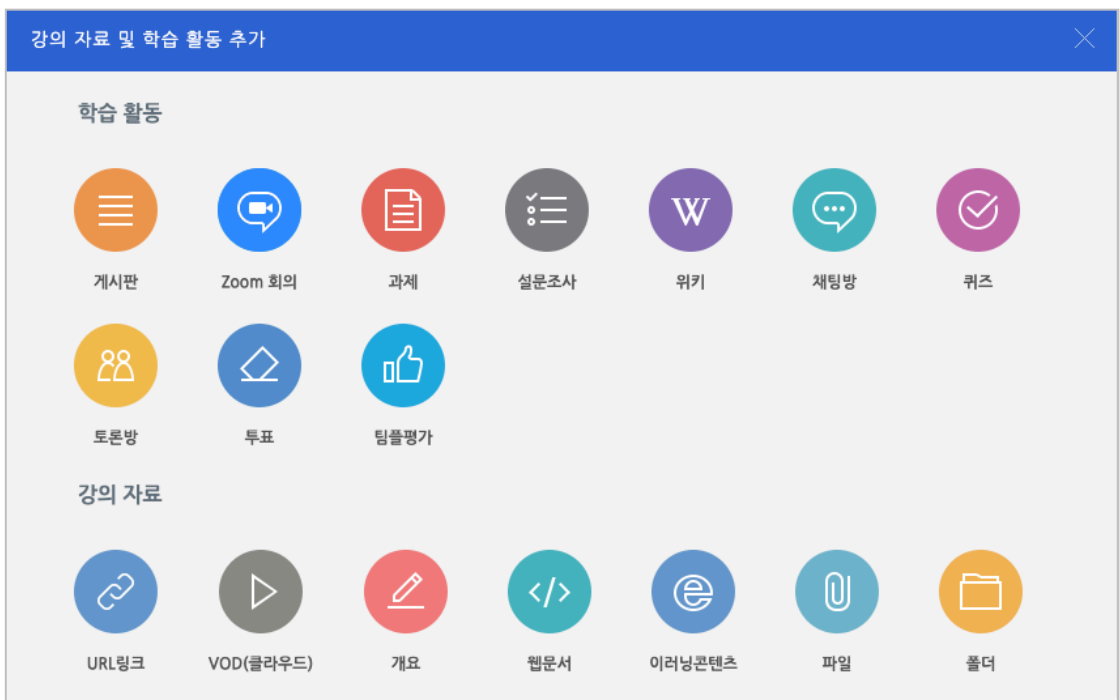 강의 자료 및 학습 활동 추가
학습 활동
게시판 Zoom 회의 과제 설문조사 위키 채팅방 퀴즈
토론방 투표 팀플평가
강의 자료
URL링크 VOD(클라우드) 개요 웹문서 이러닝콘텐츠 파일 폴더